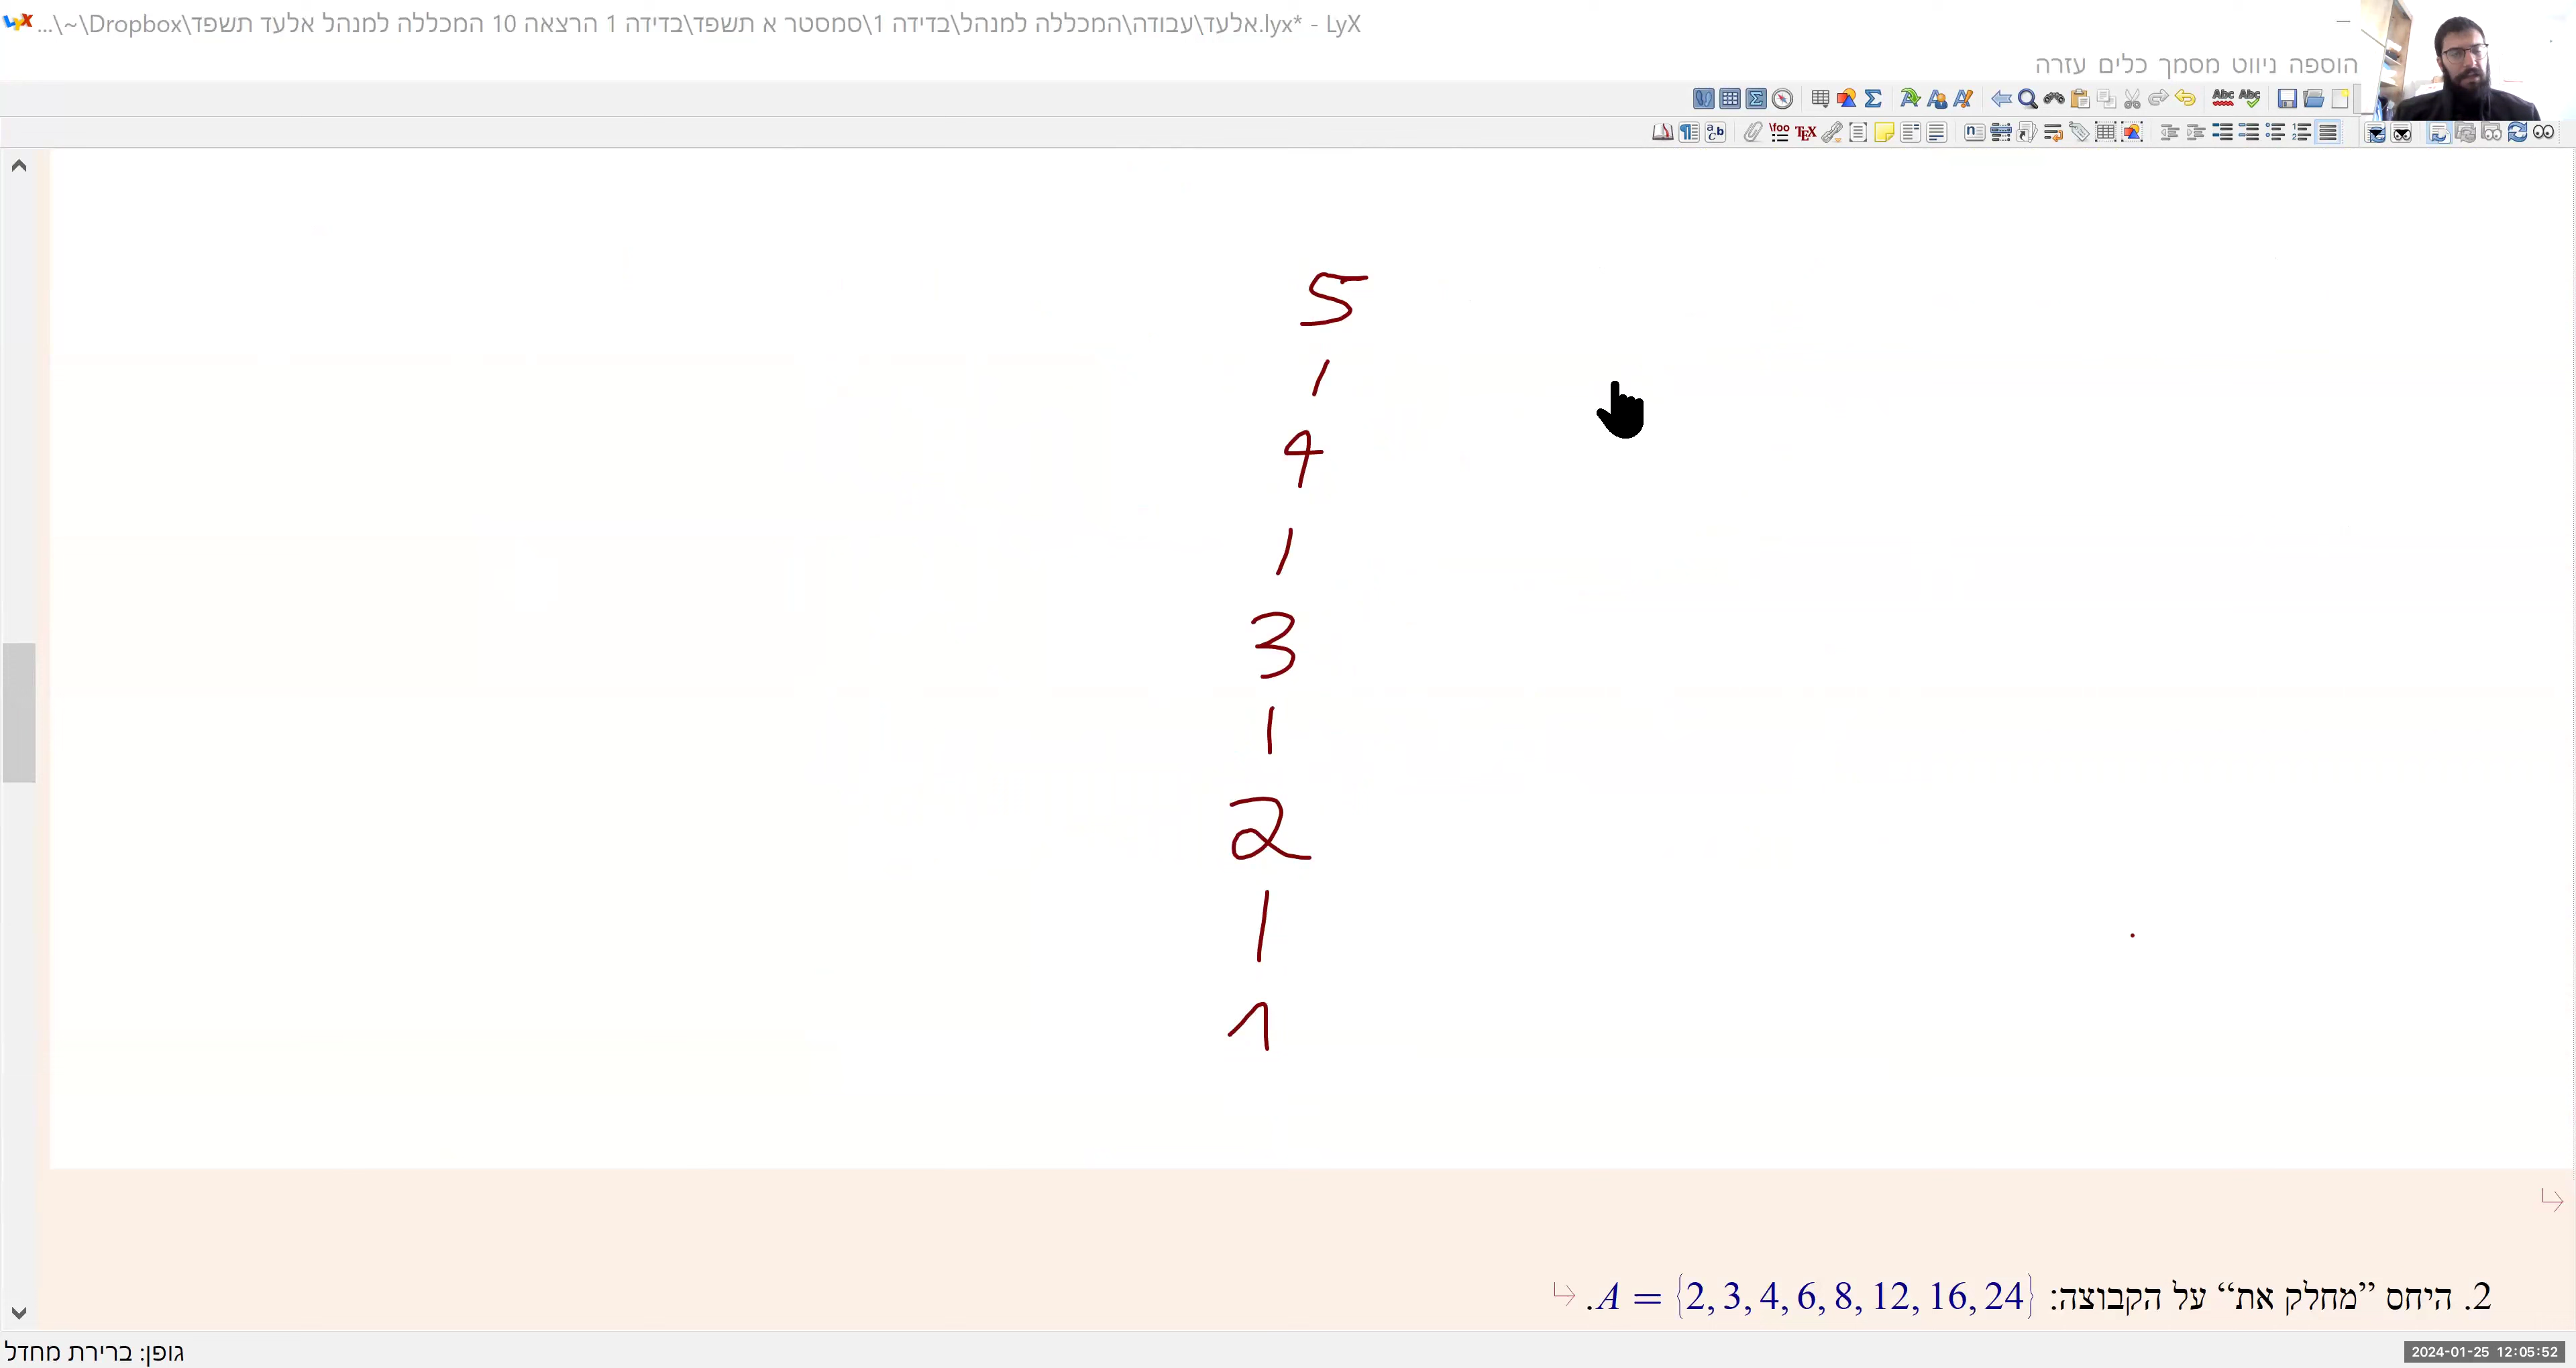 ...\~\Dropbox\אלעד\עבודה\המכללה למנהל\בדידה 1\סמסטר א תשפד\בדידה 1 הרצאה 10 המכללה למנהל אלעד תשפד.lyx* - LyX
הוספה ניווט מסמך כלים עזרה
5
4
3
2
1
2. היחס ”מחלק את“ על הקבוצה: A = {2, 3, 4, 6, 8, 12, 16, 24}.
גופן: ברירת מחדל
2024-01-25 12:05:52